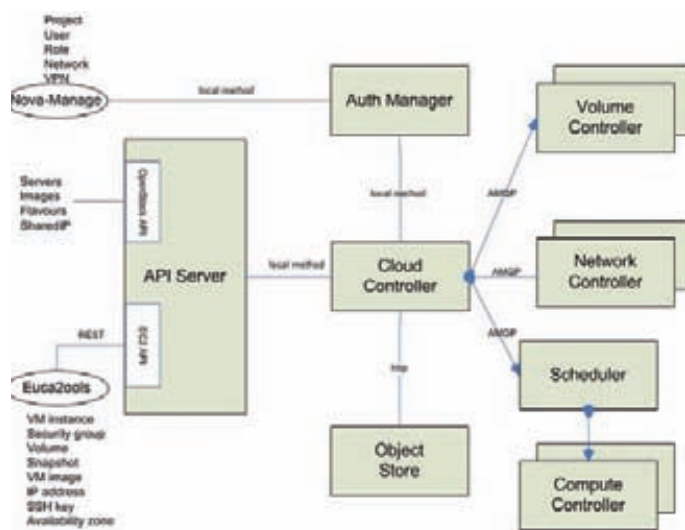 Project
User
Role
Network
VPN
Nova-Manage
local method
Auth Manager
Volume
Controller
Servers
Images
Flavours
SharedIP
OpenStack API
API Server
local method
local method
Cloud
Controller
AMQP
AMQP
AMQP
Network
Controller
REST
EC2 API
Euca2ools
VM instance
Security group
Volume
Snapshot
VM image
IP address
SSH key
Availability zone
Object
Store
Scheduler
Compute
Controller